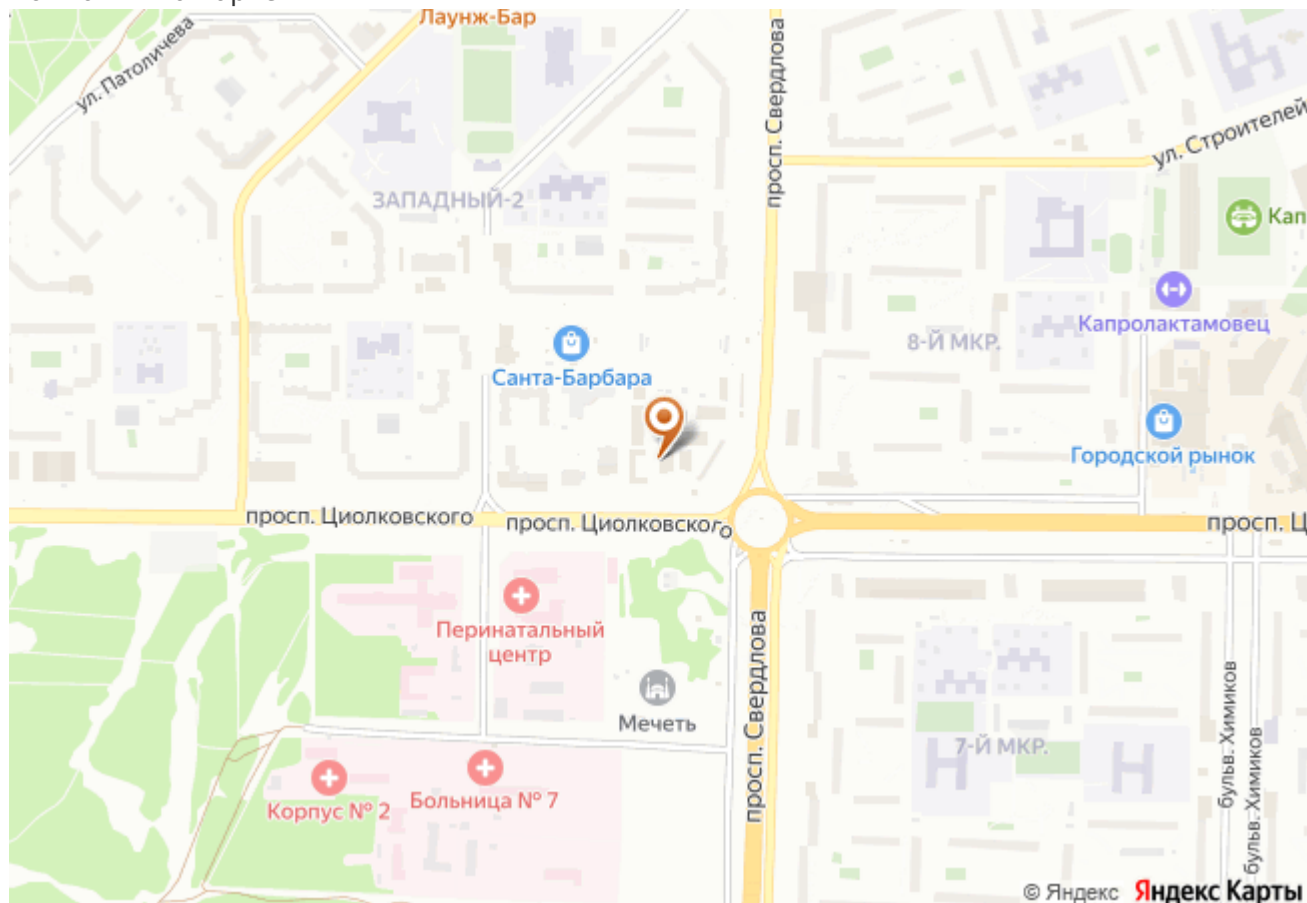 Лаунж-Бар
ул. Патоличева
просп. Свердлова
ул. Строителей
ЗАПАДНЫЙ-2
Кап
Капролактамовец
8-Й МКР.
Санта-Барбара
Городской рынок
просп. Циолковского
просп. Циолковского
просп. Ц
Перинатальный
центр
просп. Свердлова
Мечеть
7-Й МКР.
бульв. Химиков
бульв. Химиков
Корпус № 2
Больница № 7
© Яндекс Яндекс Карты